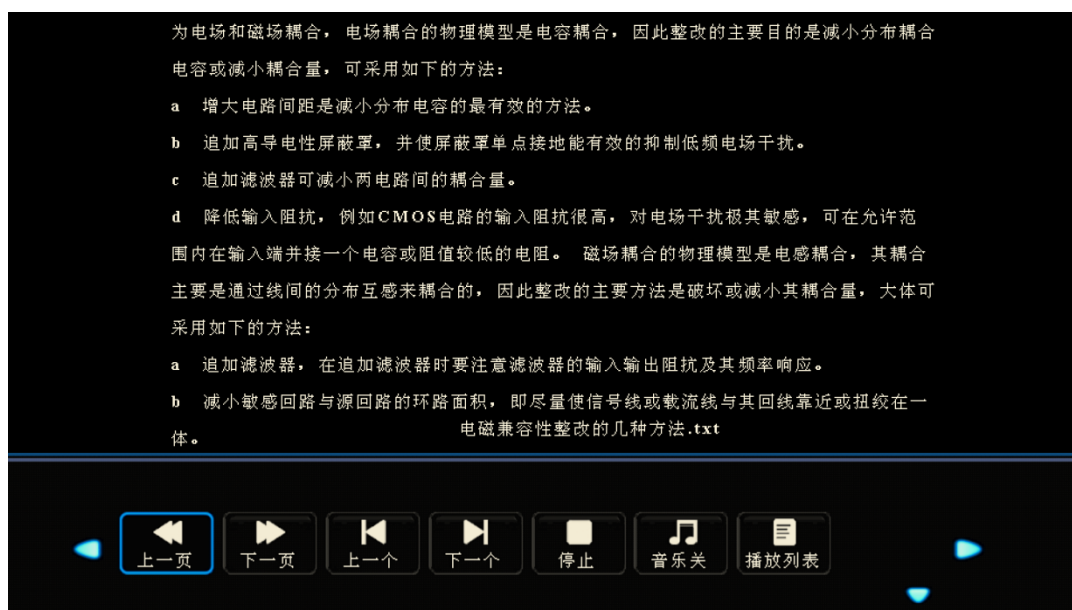 为电场和磁场耦合，电场耦合的物理模型是电容耦合，因此整改的主要目的是减小分布耦合
电容或减小耦合量，可采用如下的方法：
a 增大电路间距是减小分布电容的最有效的方法。
b 追加高导电性屏蔽罩，并使屏蔽罩单点接地能有效的抑制低频电场干扰。
c 追加滤波器可减小两电路间的耦合量。
d 降低输入阻抗，例如CMOS电路的输入阻抗很高，对电场干扰极其敏感，可在允许范
围内在输入端并接一个电容或阻值较低的电阻。 磁场耦合的物理模型是电感耦合，其耦合
主要是通过线间的分布互感来耦合的，因此整改的主要方法是破坏或减小其耦合量，大体可
采用如下的方法：
a 追加滤波器，在追加滤波器时要注意滤波器的输入输出阻抗及其频率响应。
b 减小敏感回路与源回路的环路面积，即尽量使信号线或载流线与其回线靠近或扭绞在一
体。
电磁兼容性整改的几种方法.txt
上一页 下一页 上一个 下一个 停止 音乐关 播放列表